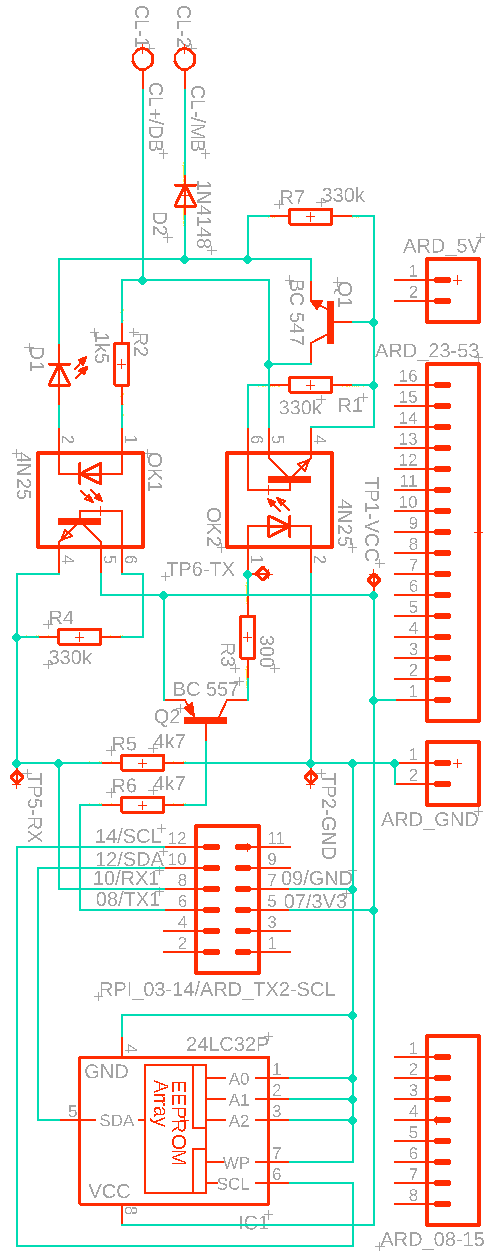 CL-1
CL-2
CL+/DB
CL-/MB
1N4148
D2
R7
330k
ARD_5V
1
2
BC 547
Q1
D1
1k5
R2
330k
R1
ARD_23-53
16
15
14
13
12
11
10
9
8
7
6
5
4
3
2
1
2
1
4N25
OK1
4
5
6
6
5
4
OK2
4N25
1
2
TP1-VCC
TP6-TX
R4
330k
R3
300
BC 557
Q2
R5
4k7
R6
4k7
TP5-RX
TP2-GND
1
2
ARD_GND
14/SCL
12
11
12/SDA
10
9
10/RX1
8
7
09/GND
08/TX1
6
5
07/3V3
4
3
2
1
RPI_03-14/ARD_TX2-SCL
4
24LC32P
GND
EEPROM
Array
A0
1
A1
2
5
SDA
A2
3
WP
7
SCL
6
VCC
8
IC1
1
2
3
4
5
6
7
8
ARD_08-15